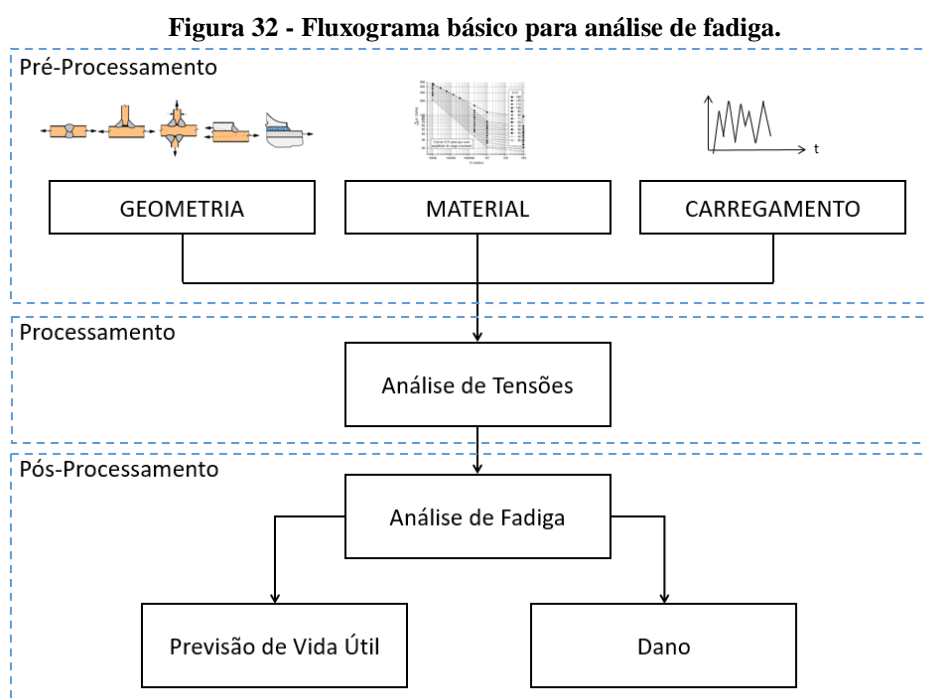 Figura 32 - Fluxograma básico para análise de fadiga.
Pré-Processamento
t
GEOMETRIA
MATERIAL
CARREGAMENTO
Processamento
Análise de Tensões
Pós-Processamento
Análise de Fadiga
Previsão de Vida Útil
Dano